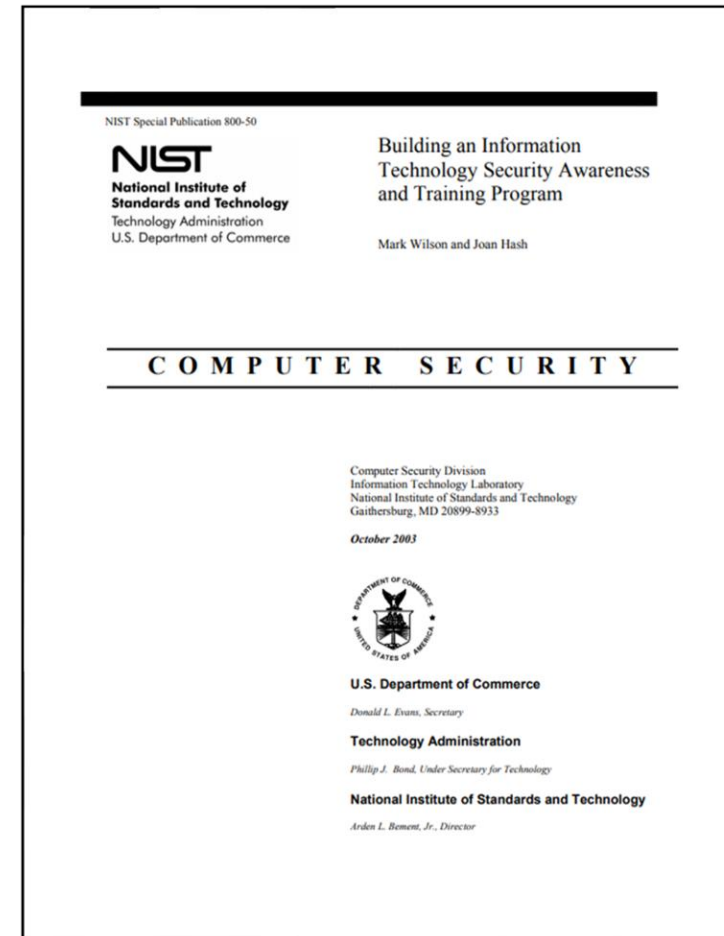 NIST Special Publication 800-50
NIST
National Institute of
Standards and Technology
Technology Administration
U.S. Department of Commerce
Building an Information
Technology Security Awareness
and Training Program
Mark Wilson and Joan Hash
COMPUTER SECURITY
Computer Security Division
Information Technology Laboratory
National Institute of Standards and Technology
Gaithersburg, MD 20899-8933
October 2003
DEPARTMENT OF COMMERCE
UNITED STATES OF AMERICA
U.S. Department of Commerce
Donald L. Evans, Secretary
Technology Administration
Phillip J. Bond, Under Secretary for Technology
National Institute of Standards and Technology
Arden L. Bement, Jr., Director